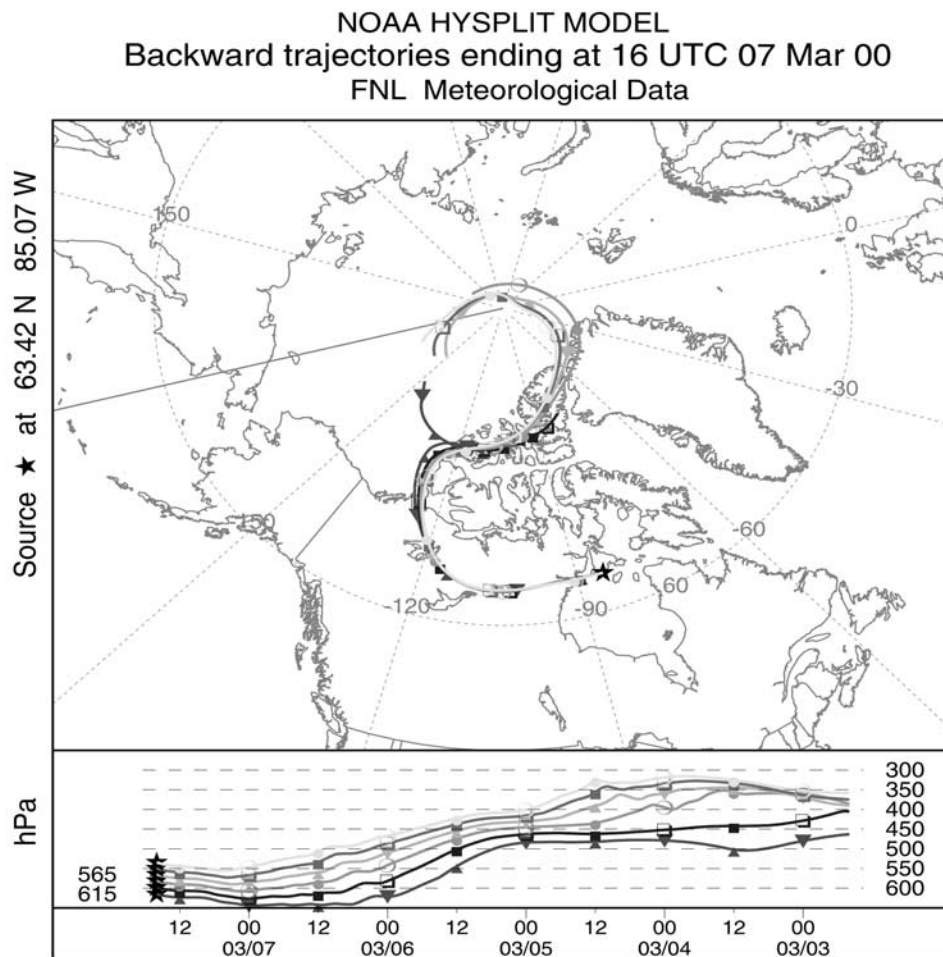 NOAA HYSPLIT MODEL
Backward trajectories ending at 16 UTC 07 Mar 00
FNL Meteorological Data
Source ★ at 63.42 N 85.07 W
150
0
-30
-60
60
-90
-120
hPa
300
350
400
450
500
550
600
565
615
12 00 12 00 12 00 12 00 12 00
03/07 03/06 03/05 03/04 03/03